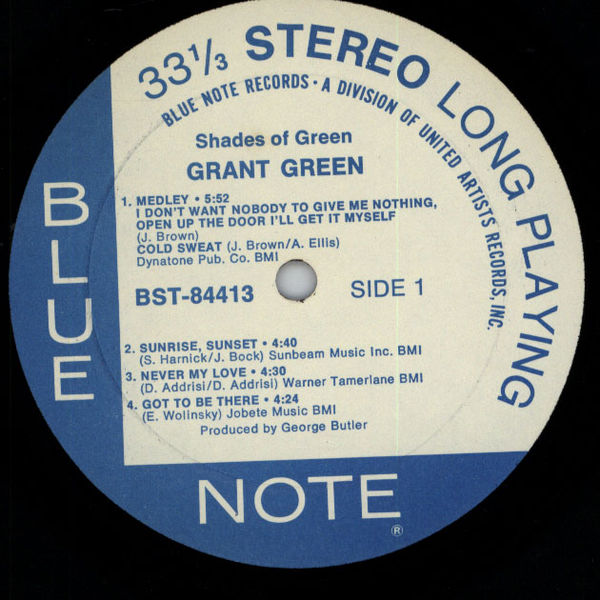 33⅓ STEREO LONG PLAYING
BLUE NOTE RECORDS • A DIVISION OF UNITED ARTISTS RECORDS, INC.
Shades of Green
GRANT GREEN
1. MEDLEY • 5:52
I DON'T WANT NOBODY TO GIVE ME NOTHING,
OPEN UP THE DOOR I'LL GET IT MYSELF
(J. Brown)
COLD SWEAT (J. Brown/A. Ellis)
Dynatone Pub. Co. BMI
BST-84413 SIDE 1
2. SUNRISE, SUNSET • 4:40
(S. Harnick/J. Bock) Sunbeam Music Inc. BMI
3. NEVER MY LOVE • 4:30
(D. Addrisi/D. Addrisi) Warner Tamerlane BMI
4. GOT TO BE THERE • 4:24
(E. Wolinsky) Jobete Music BMI
Produced by George Butler
BLUE
NOTE
®